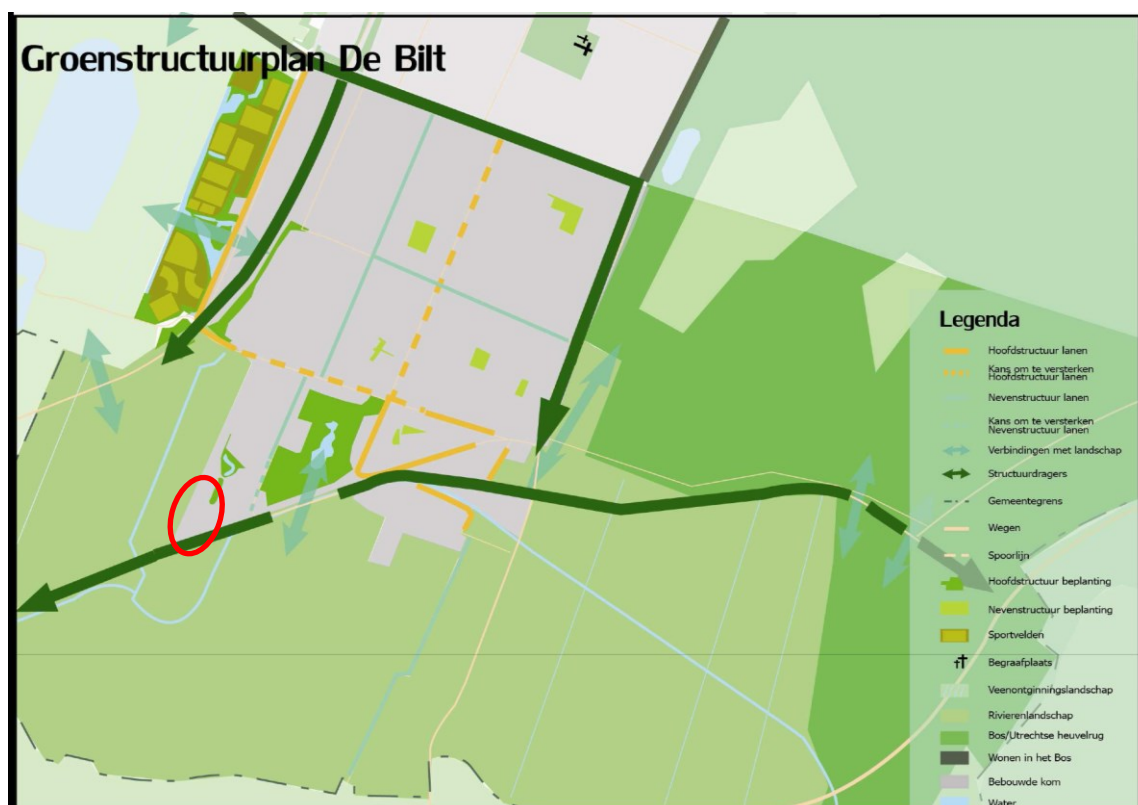 Groenstructuurplan De Bilt
Legenda
Hoofdstructuur lanen
Kans om te versterken
Hoofdstructuur lanen
Nevenstructuur lanen
Kans om te versterken
Nevenstructuur lanen
Verbindingen met landschap
Structuurdragers
Gemeentegrens
Wegen
Spoorlijn
Hoofdstructuur beplanting
Nevenstructuur beplanting
Sportvelden
Begraafplaats
Veenontginningslandschap
Rivierenlandschap
Bos/Utrechtse heuvelrug
Wonen in het Bos
Bebouwde kom
Water